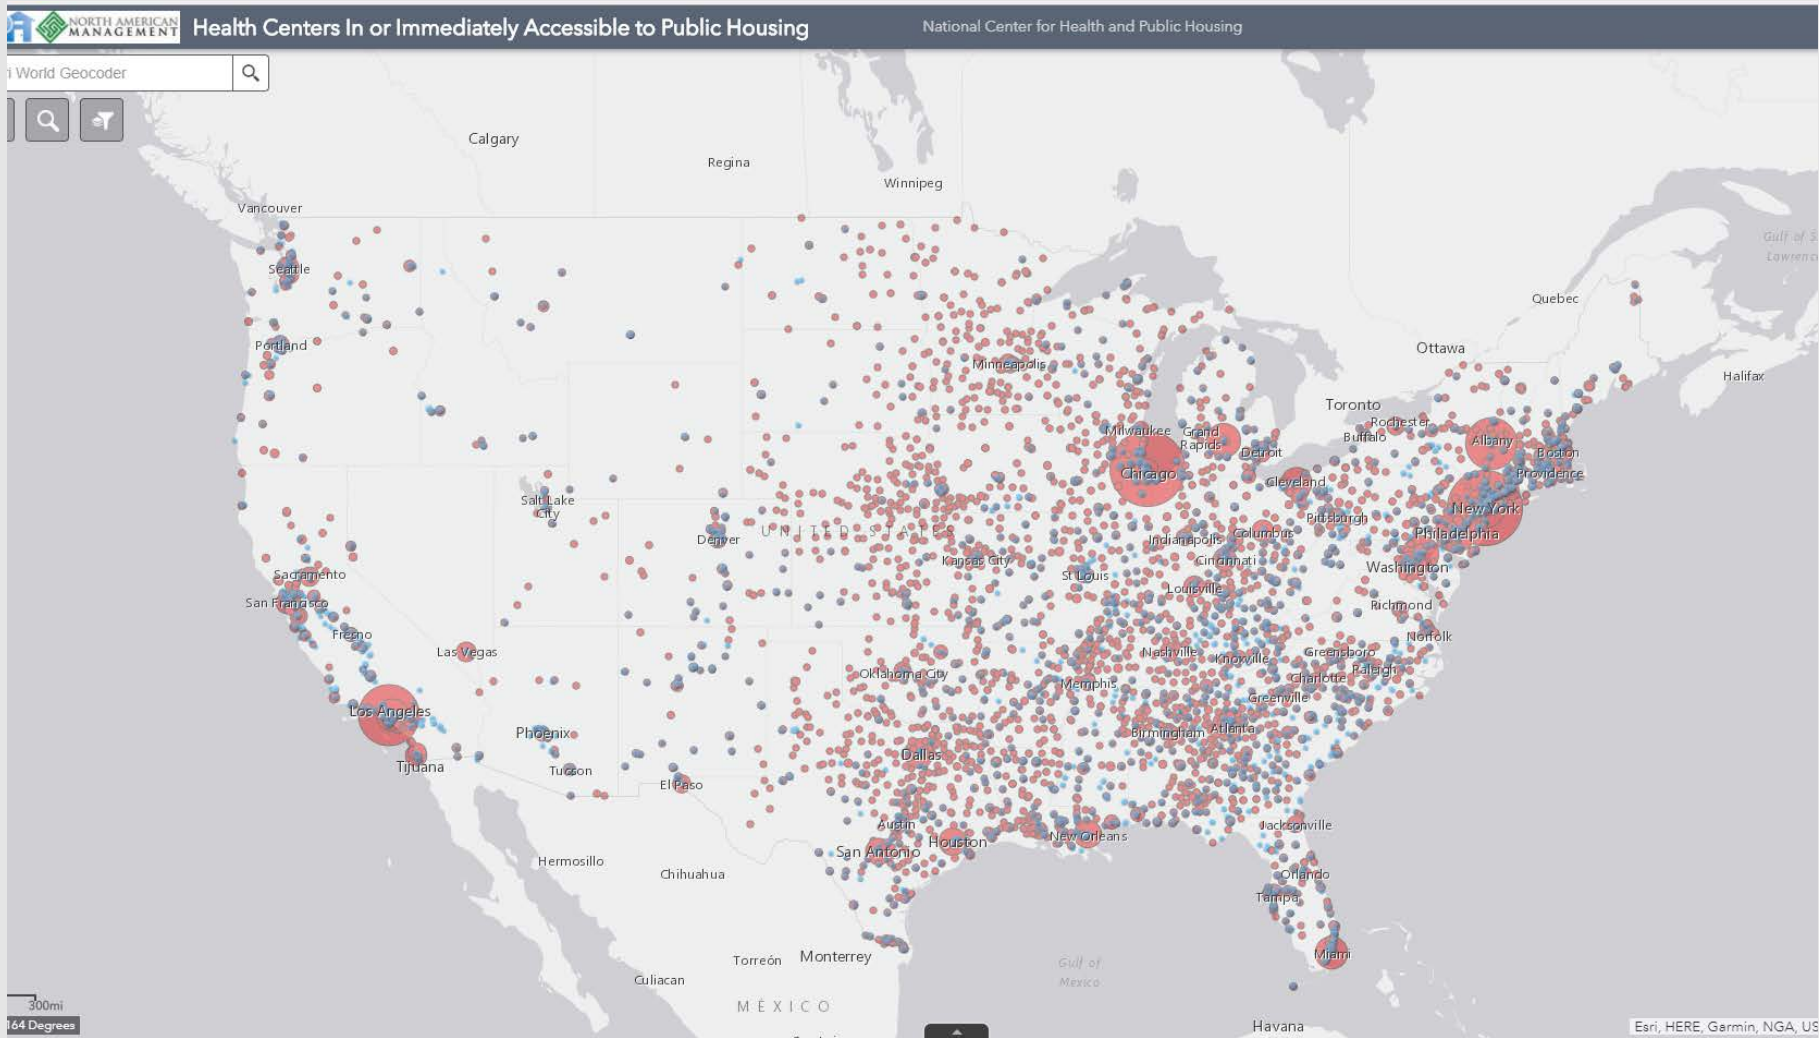 NORTH AMERICAN
MANAGEMENT
Health Centers In or Immediately Accessible to Public Housing
National Center for Health and Public Housing
World Geocoder
Calgary
Regina
Winnipeg
Vancouver
Gulf of
Seattle
Quebec
Portland
Ottawa
Minneapolis
Halifax
Toronto
Rochester
Milwaukee
Grand
Rapids
Buffalo
Albany
Detroit
Boston
Chicago
Providence
Cleveland
Salt Lake
City
New York
Pittsburgh
UNITED STATES
Denver
Indianapolis
Columbus
Philadelphia
Kansas City
Cincinnati
Washington
Sacramento
St Louis
Louisville
San Francisco
Richmond
Fresno
Norfolk
Las Vegas
Nashville
Knoxville
Greensboro
Raleigh
Oklahoma City
Charlotte
Memphis
Greenville
Los Angeles
Phoenix
Birmingham
Atlanta
Dallas
Tijuana
Tucson
El Paso
Austin
Jacksonville
New Orleans
Houston
San Antonio
Hermosillo
Chihuahua
Orlando
Tampa
Miami
Torreón
Monterrey
Gulf of
Mexico
Culiacan
MÉXICO
300mi
164 Degrees
Havana
Esri, HERE, Garmin, NGA, US